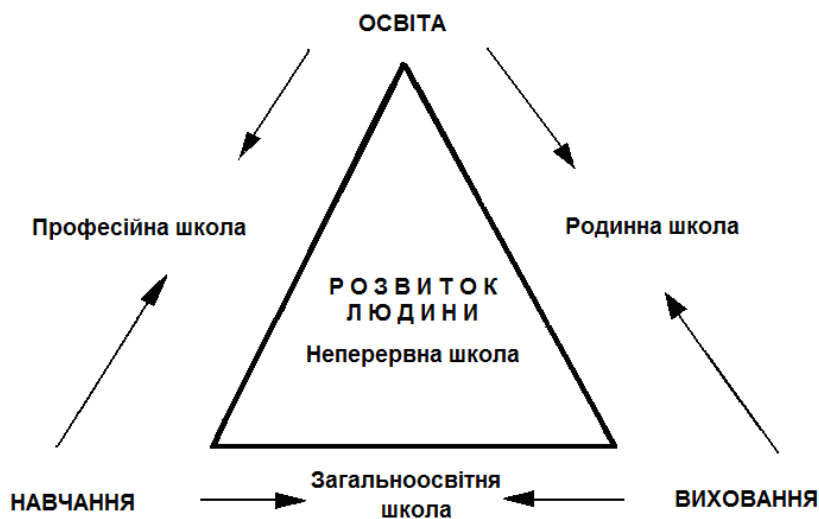 ОСВІТА
Професійна школа
Родинна школа
Р О З В И Т О К
Л Ю Д И Н И
Неперервна школа
НАВЧАННЯ
Загальноосвітня
школа
ВИХОВАННЯ